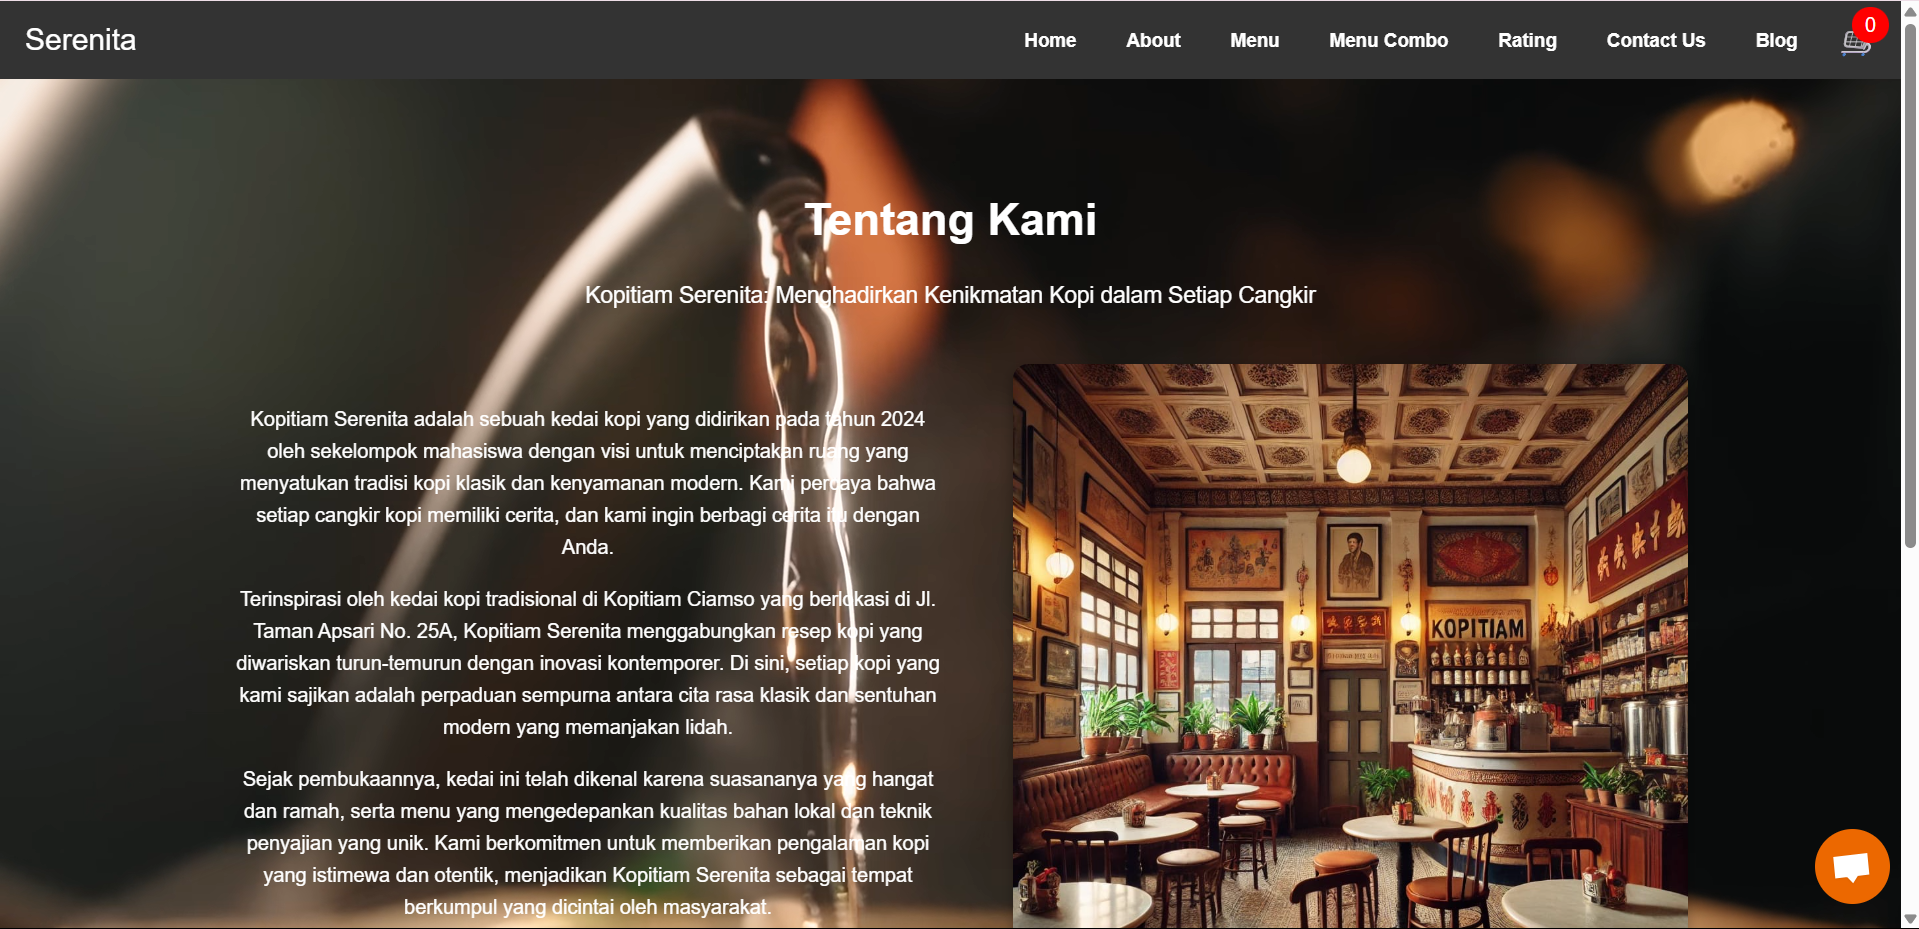 Serenita
Home About Menu Menu Combo Rating Contact Us Blog 0
Tentang Kami
Kopitiam Serenita: Menghadirkan Kenikmatan Kopi dalam Setiap Cangkir
Kopitiam Serenita adalah sebuah kedai kopi yang didirikan pada tahun 2024
oleh sekelompok mahasiswa dengan visi untuk menciptakan ruang yang
menyatukan tradisi kopi klasik dan kenyamanan modern. Kami percaya bahwa
setiap cangkir kopi memiliki cerita, dan kami ingin berbagi cerita itu dengan
Anda.
Terinspirasi oleh kedai kopi tradisional di Kopitiam Ciamso yang berlokasi di Jl.
Taman Apsari No. 25A, Kopitiam Serenita menggabungkan resep kopi yang
diwariskan turun-temurun dengan inovasi kontemporer. Di sini, setiap kopi yang
kami sajikan adalah perpaduan sempurna antara cita rasa klasik dan sentuhan
modern yang memanjakan lidah.
Sejak pembukaannya, kedai ini telah dikenal karena suasananya yang hangat
dan ramah, serta menu yang mengedepankan kualitas bahan lokal dan teknik
penyajian yang unik. Kami berkomitmen untuk memberikan pengalaman kopi
yang istimewa dan otentik, menjadikan Kopitiam Serenita sebagai tempat
berkumpul yang dicintai oleh masyarakat.
KOPITIAM